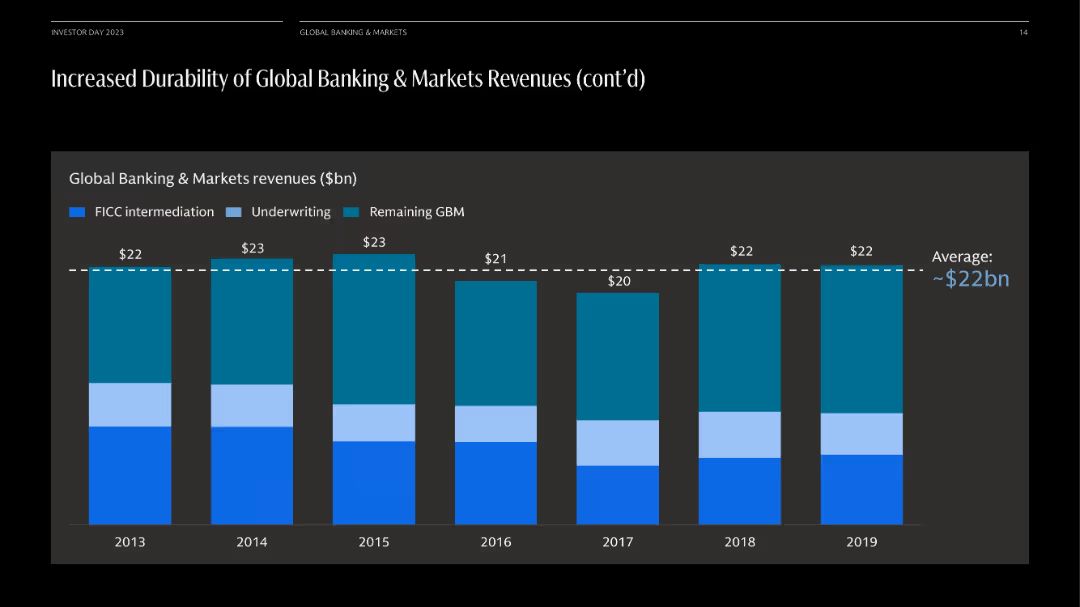 INVESTOR DAY 2023
GLOBAL BANKING & MARKETS
14
Increased Durability of Global Banking & Markets Revenues (cont’d)
Global Banking & Markets revenues ($bn)
FICC intermediation
Underwriting
Remaining GBM
$22
$23
$23
$21
$20
$22
$22
Average:
~$22bn
2013
2014
2015
2016
2017
2018
2019